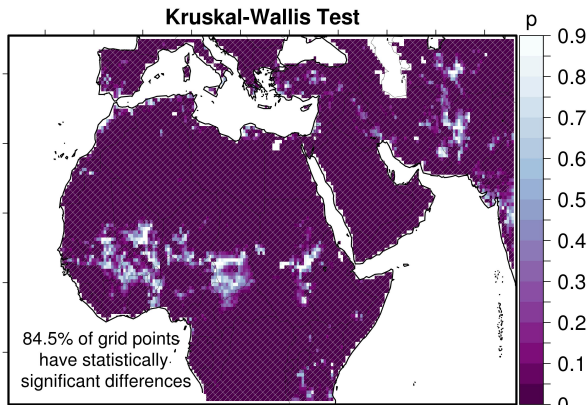 Kruskal-Wallis Test
p
0.9
0.8
0.7
0.6
0.5
0.4
0.3
0.2
0.1
0
84.5% of grid points
have statistically
significant differences